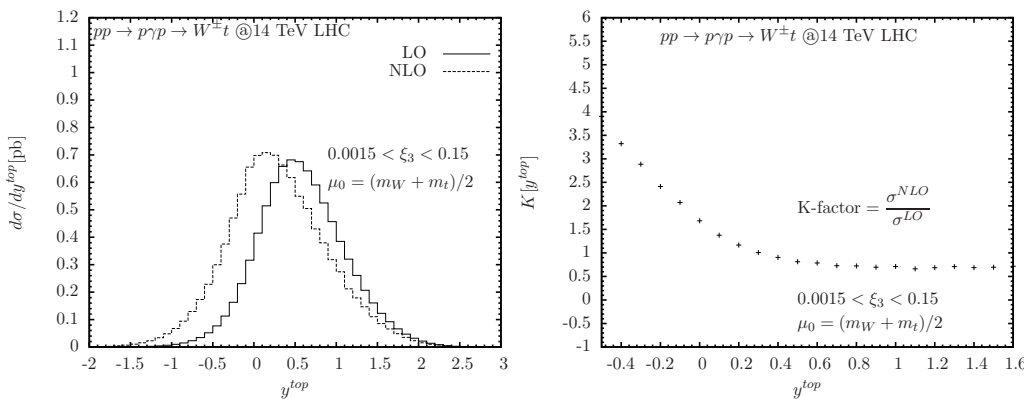 pp → pγp → W±t @14 TeV LHC
LO
NLO
0.0015 < ξ3 < 0.15
μ0 = (mW + mt)/2
dσ/dy^top[pb]
1.2
1.1
1
0.9
0.8
0.7
0.6
0.5
0.4
0.3
0.2
0.1
0
-2 -1.5 -1 -0.5 0 0.5 1 1.5 2 2.5 3
y^top
pp → pγp → W±t @14 TeV LHC
K[y^top]
6
5.5
5
4.5
4
3.5
3
2.5
2
1.5
1
0.5
0
-0.5
-1
K-factor = σ^NLO/σ^LO
0.0015 < ξ3 < 0.15
μ0 = (mW + mt)/2
-0.4 -0.2 0 0.2 0.4 0.6 0.8 1 1.2 1.4 1.6
y^top